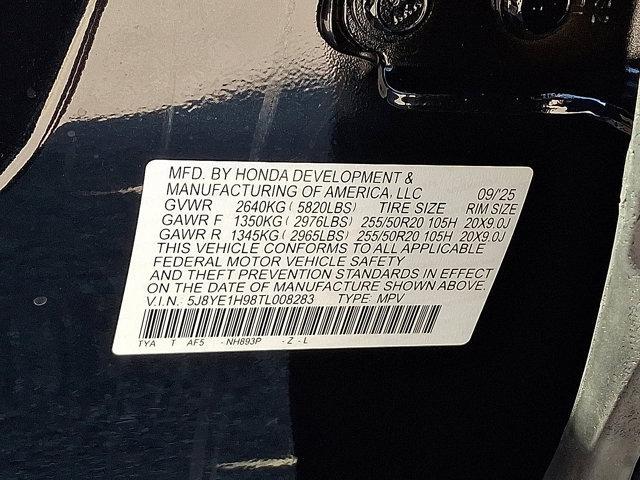 MFD. BY HONDA DEVELOPMENT &
MANUFACTURING OF AMERICA, LLC 09/'25
GVWR 2640KG ( 5820LBS) TIRE SIZE RIM SIZE
GAWR F 1350KG ( 2976LBS) 255/50R20 105H 20X9.0J
GAWR R 1345KG ( 2965LBS) 255/50R20 105H 20X9.0J
THIS VEHICLE CONFORMS TO ALL APPLICABLE
FEDERAL MOTOR VEHICLE SAFETY
AND THEFT PREVENTION STANDARDS IN EFFECT
ON THE DATE OF MANUFACTURE SHOWN ABOVE.
V.I.N.: 5J8YE1H98TL008283 TYPE: MPV
TYA T AF5 - NH893P - Z - L